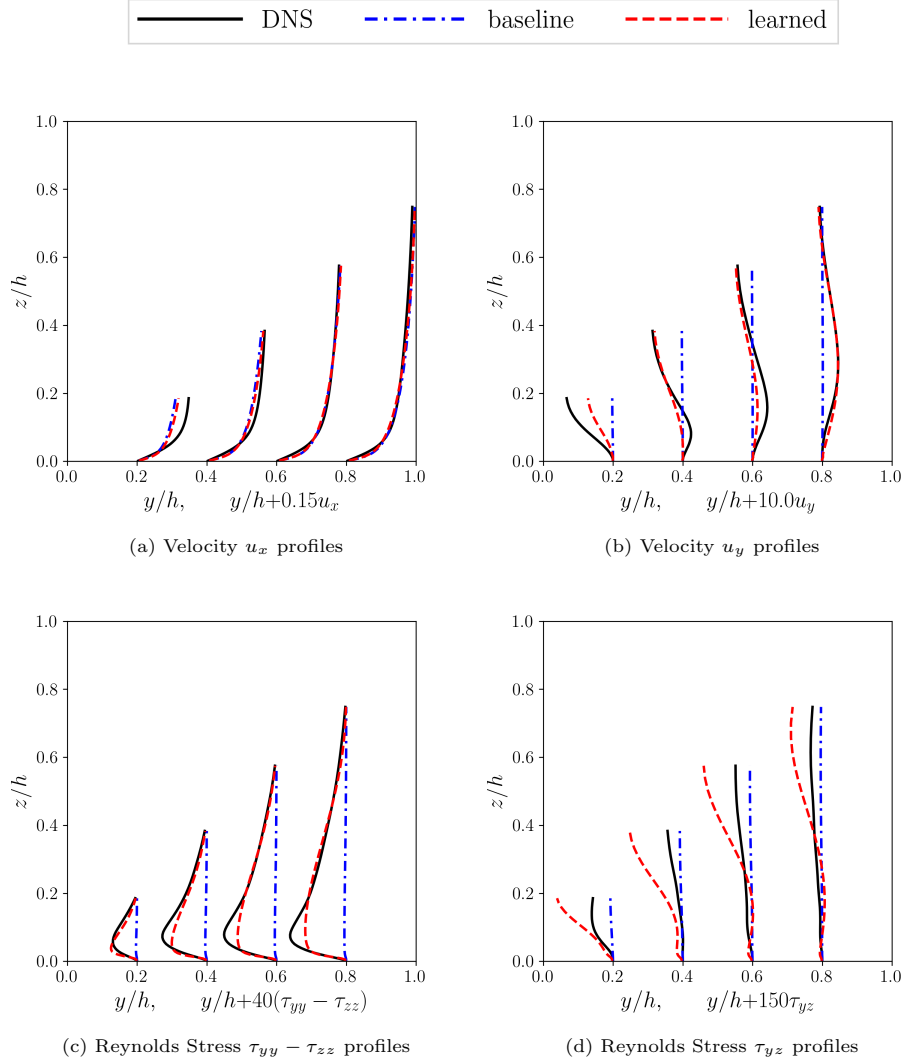 DNS baseline learned
1.0
0.8
0.6
0.4
0.2
0.0
z/h
0.0 0.2 0.4 0.6 0.8 1.0
y/h, y/h+0.15u_x
(a) Velocity u_x profiles
1.0
0.8
0.6
0.4
0.2
0.0
z/h
0.0 0.2 0.4 0.6 0.8 1.0
y/h, y/h+10.0u_y
(b) Velocity u_y profiles
1.0
0.8
0.6
0.4
0.2
0.0
z/h
0.0 0.2 0.4 0.6 0.8 1.0
y/h, y/h+40(τ_yy − τ_zz)
(c) Reynolds Stress τ_yy − τ_zz profiles
1.0
0.8
0.6
0.4
0.2
0.0
z/h
0.0 0.2 0.4 0.6 0.8 1.0
y/h, y/h+150τ_yz
(d) Reynolds Stress τ_yz profiles